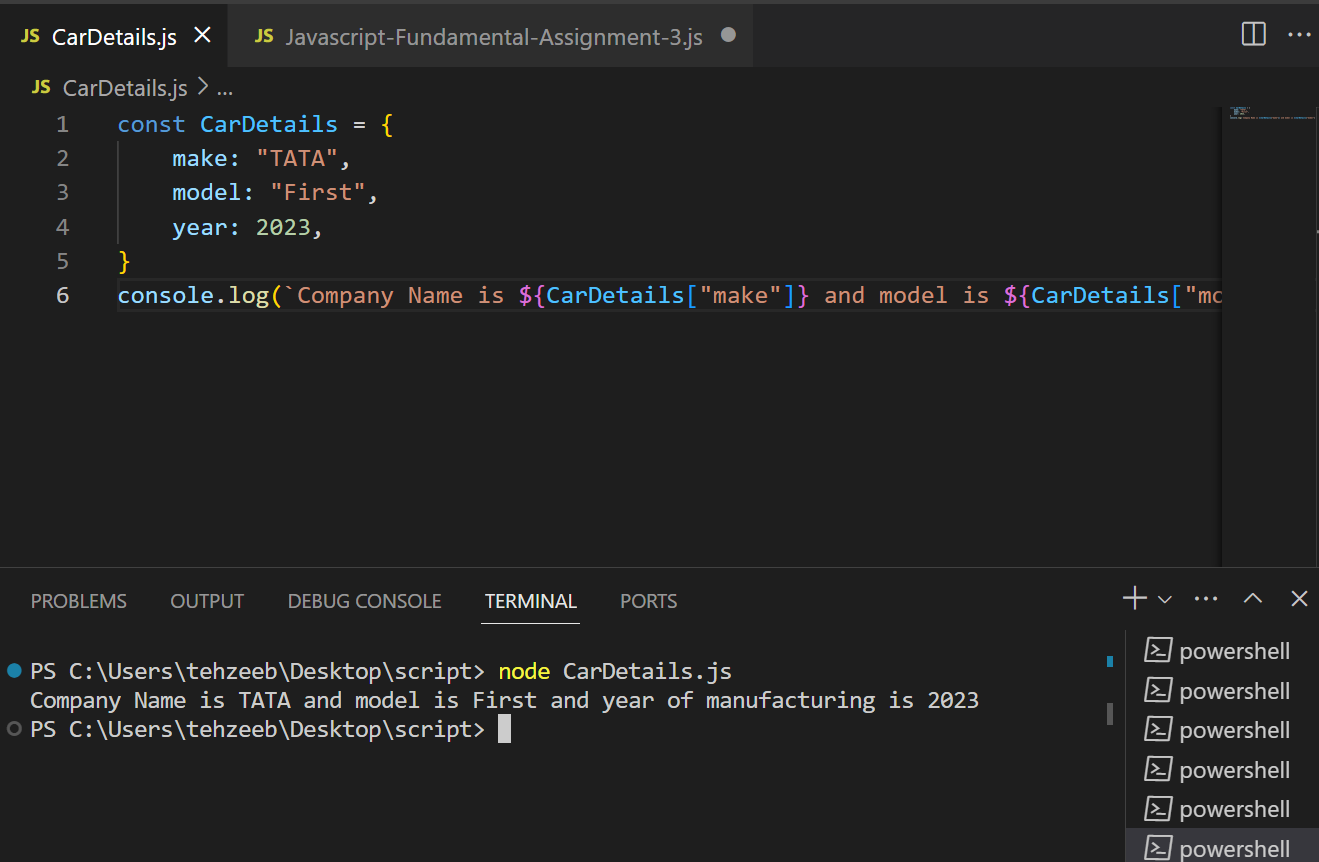 JS CarDetails.js
JS Javascript-Fundamental-Assignment-3.js
JS CarDetails.js > ...
1 const CarDetails = {
2     make: "TATA",
3     model: "First",
4     year: 2023,
5 }
6 console.log(`Company Name is ${CarDetails["make"]} and model is ${CarDetails["mo
PROBLEMS OUTPUT DEBUG CONSOLE TERMINAL PORTS
PS C:\Users\tehzeeb\Desktop\script> node CarDetails.js
Company Name is TATA and model is First and year of manufacturing is 2023
PS C:\Users\tehzeeb\Desktop\script>
powershell
powershell
powershell
powershell
powershell
powershell